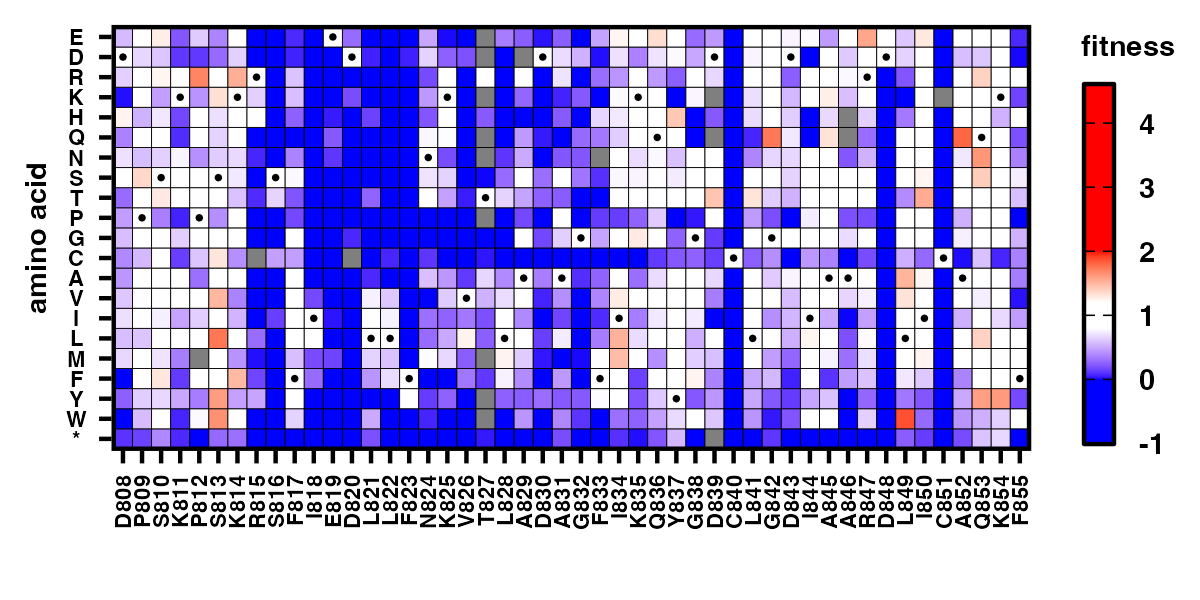 fitness
4
3
2
1
0
-1
amino acid
E
D
R
K
H
Q
N
S
T
P
G
C
A
V
I
L
M
F
Y
W
*
D808 P809 S810 K811 P812 S813 K814 R815 S816 F817 I818 E819 D820 L821 L822 F823 N824 K825 V826 T827 L828 A829 D830 A831 G832 F833 I834 K835 Q836 Y837 G838 D839 C840 L841 G842 D843 I844 A845 A846 R847 D848 L849 I850 C851 A852 Q853 K854 F855